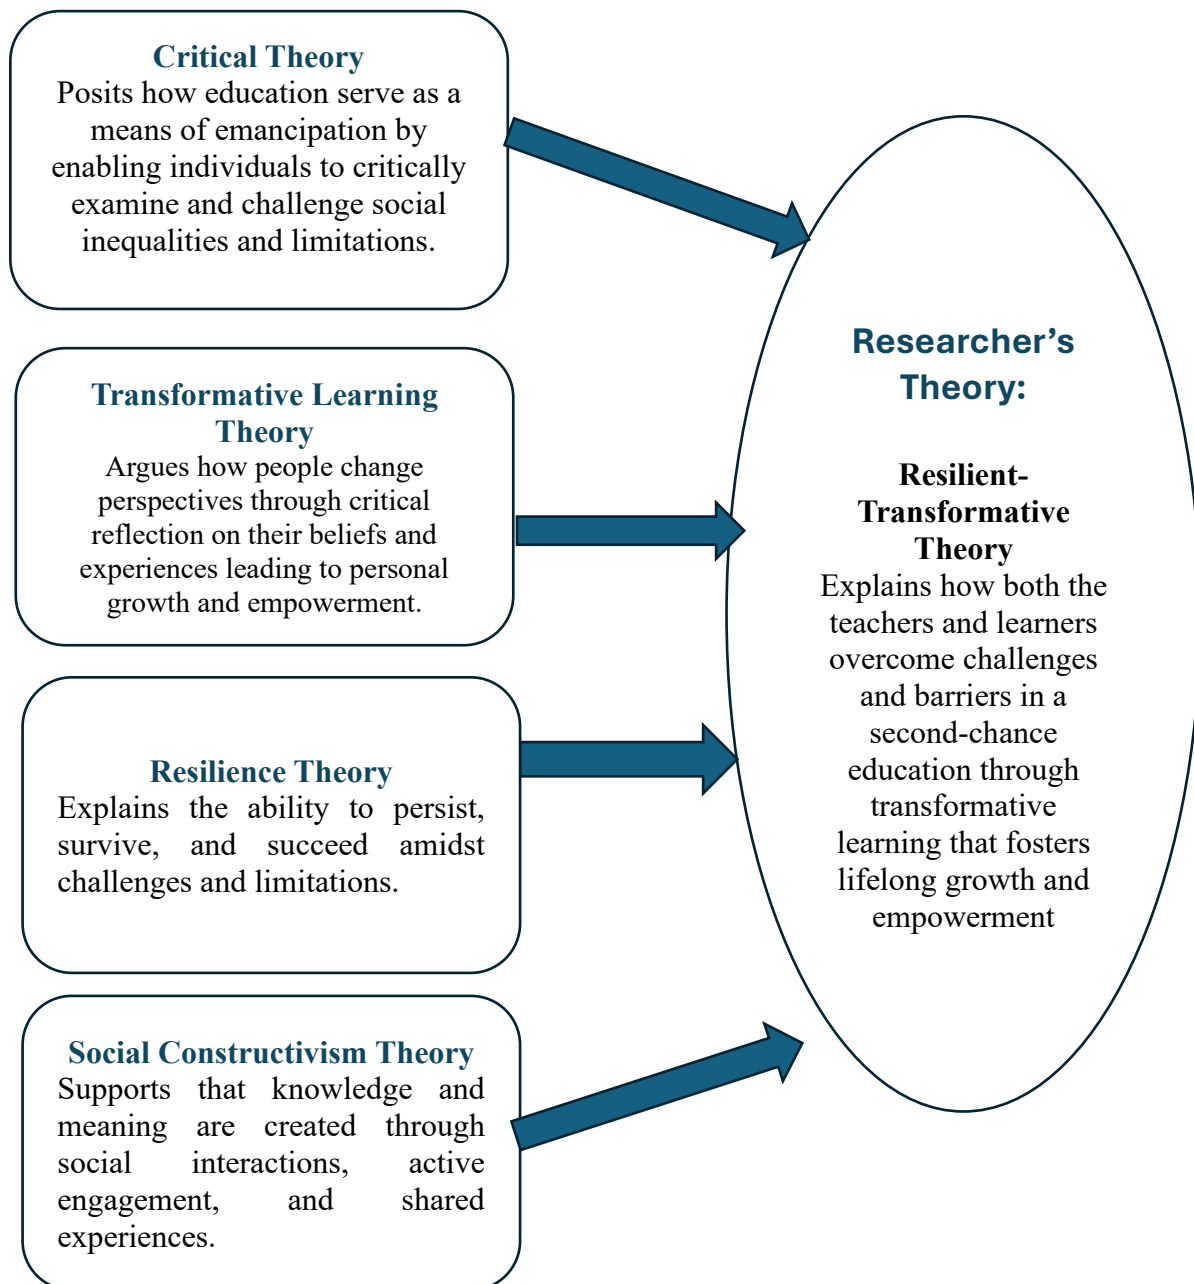 Critical Theory
Posits how education serve as a
means of emancipation by
enabling individuals to critically
examine and challenge social
inequalities and limitations.
Transformative Learning
Theory
Argues how people change
perspectives through critical
reflection on their beliefs and
experiences leading to personal
growth and empowerment.
Resilience Theory
Explains the ability to persist,
survive, and succeed amidst
challenges and limitations.
Social Constructivism Theory
Supports that knowledge and
meaning are created through
social interactions, active
engagement, and shared
experiences.
Researcher’s
Theory:
Resilient-
Transformative
Theory
Explains how both the
teachers and learners
overcome challenges
and barriers in a
second-chance
education through
transformative
learning that fosters
lifelong growth and
empowerment